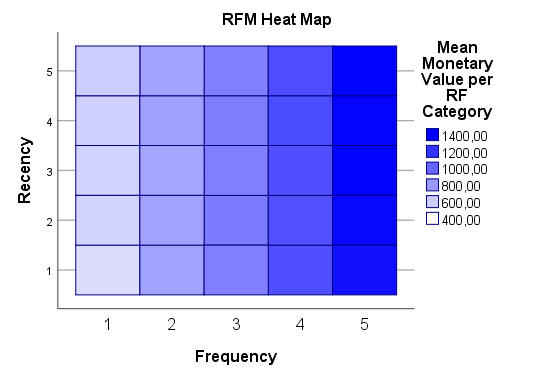 RFM Heat Map
Mean
Monetary
Value per
RF
Category
1400,00
1200,00
1000,00
800,00
600,00
400,00
Recency
5
4
3
2
1
1 2 3 4 5
Frequency